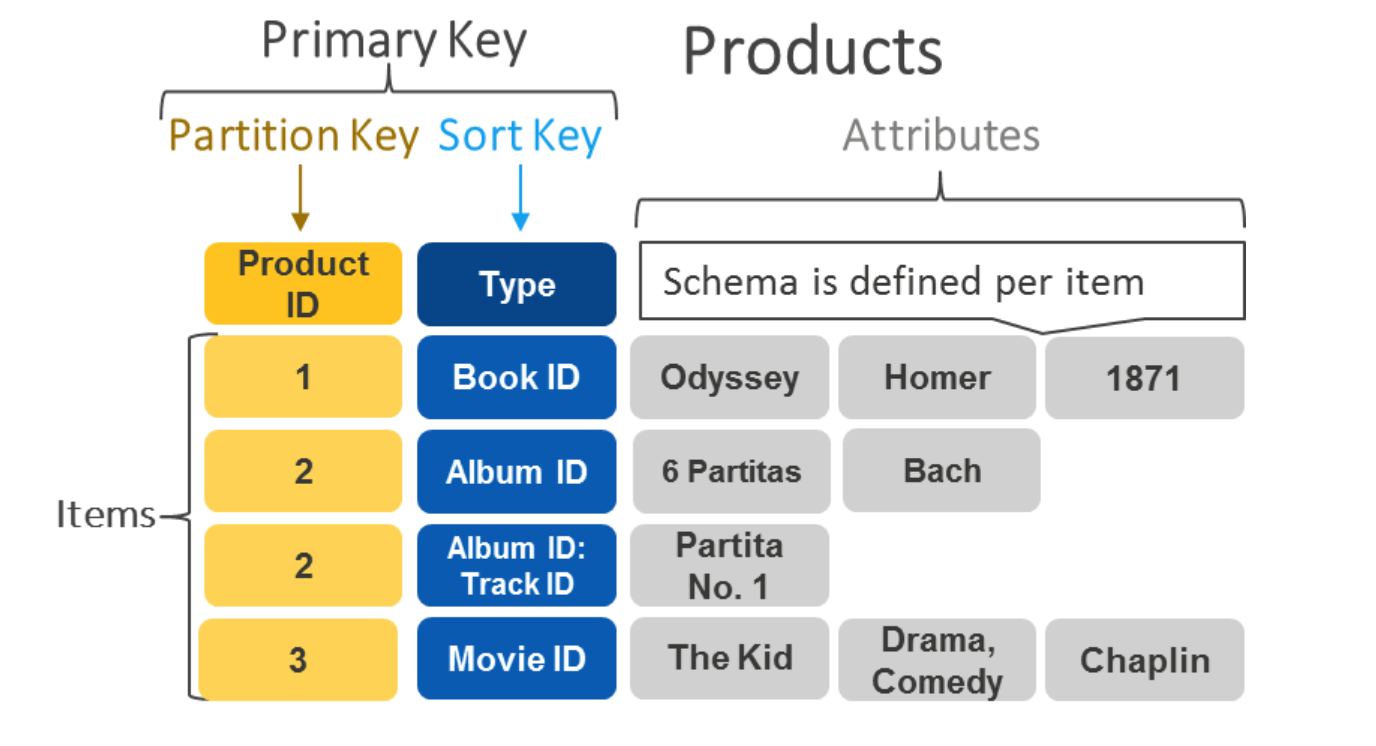 Primary Key
Products
Partition Key
Sort Key
Attributes
Product
ID
Type
Schema is defined per item
Items
1
Book ID
Odyssey
Homer
1871
2
Album ID
6 Partitas
Bach
2
Album ID:
Track ID
Partita
No. 1
3
Movie ID
The Kid
Drama,
Comedy
Chaplin